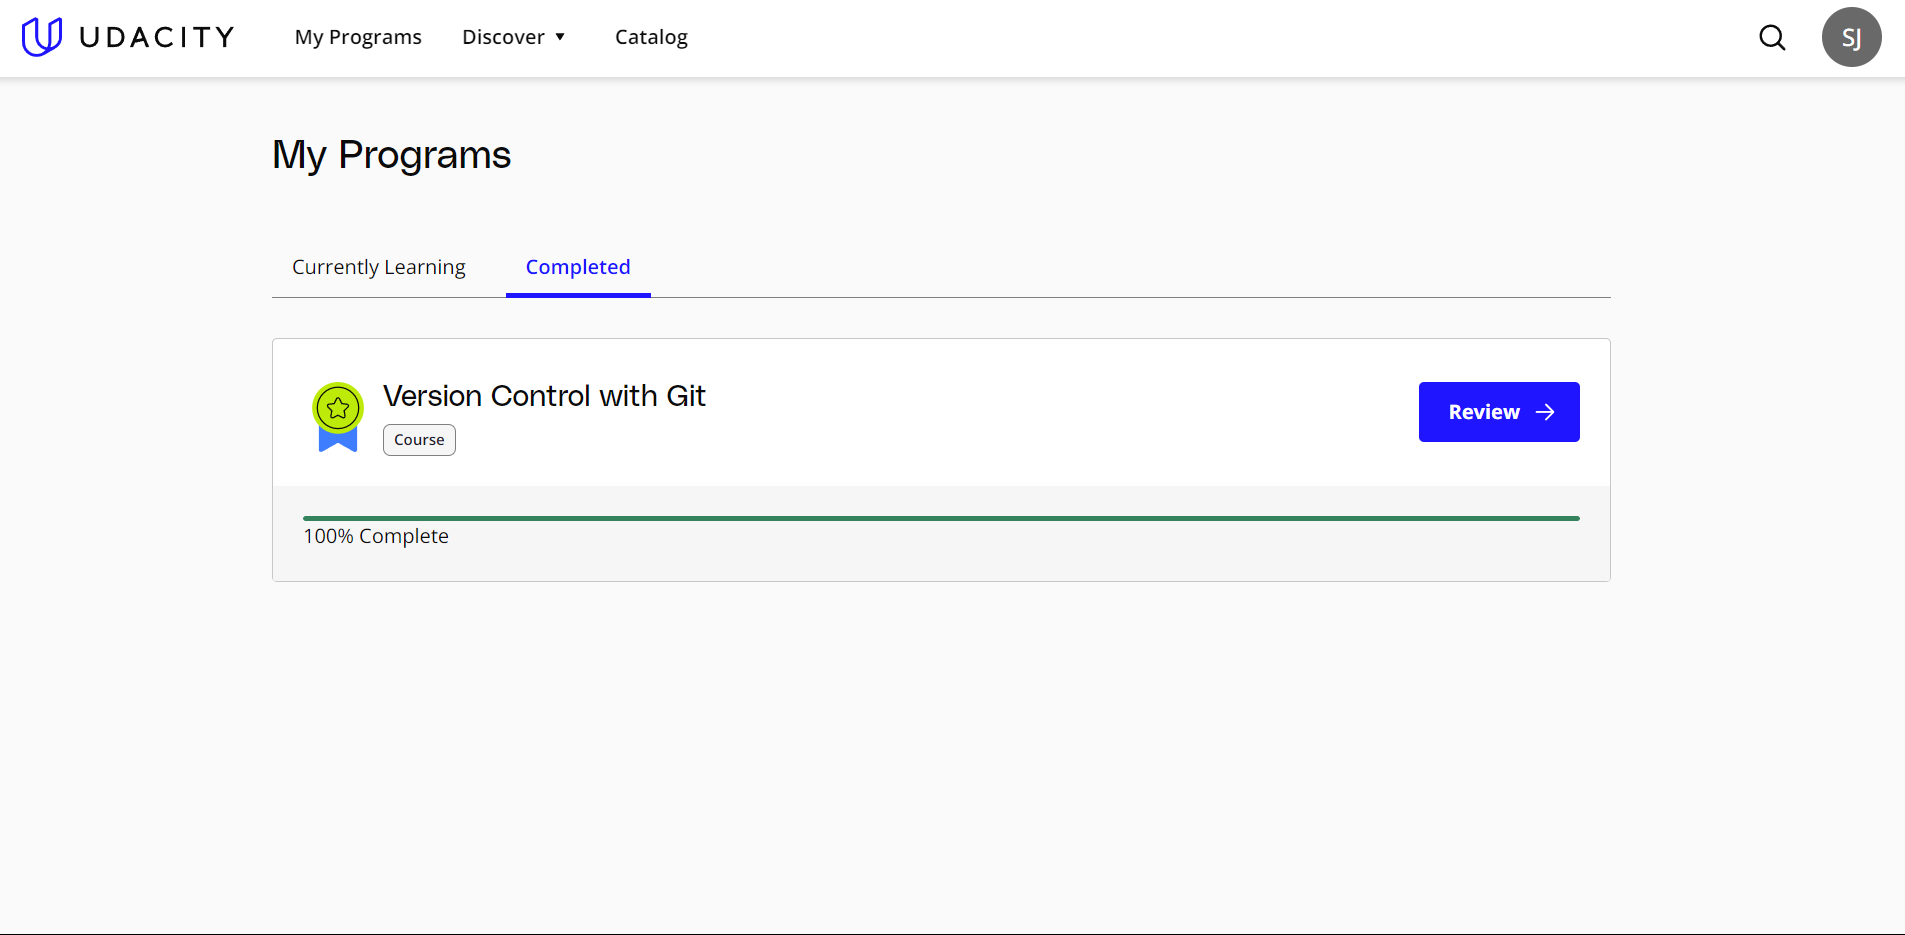 UDACITY My Programs Discover Catalog SJ
My Programs
Currently Learning Completed
Version Control with Git
Course
Review
100% Complete